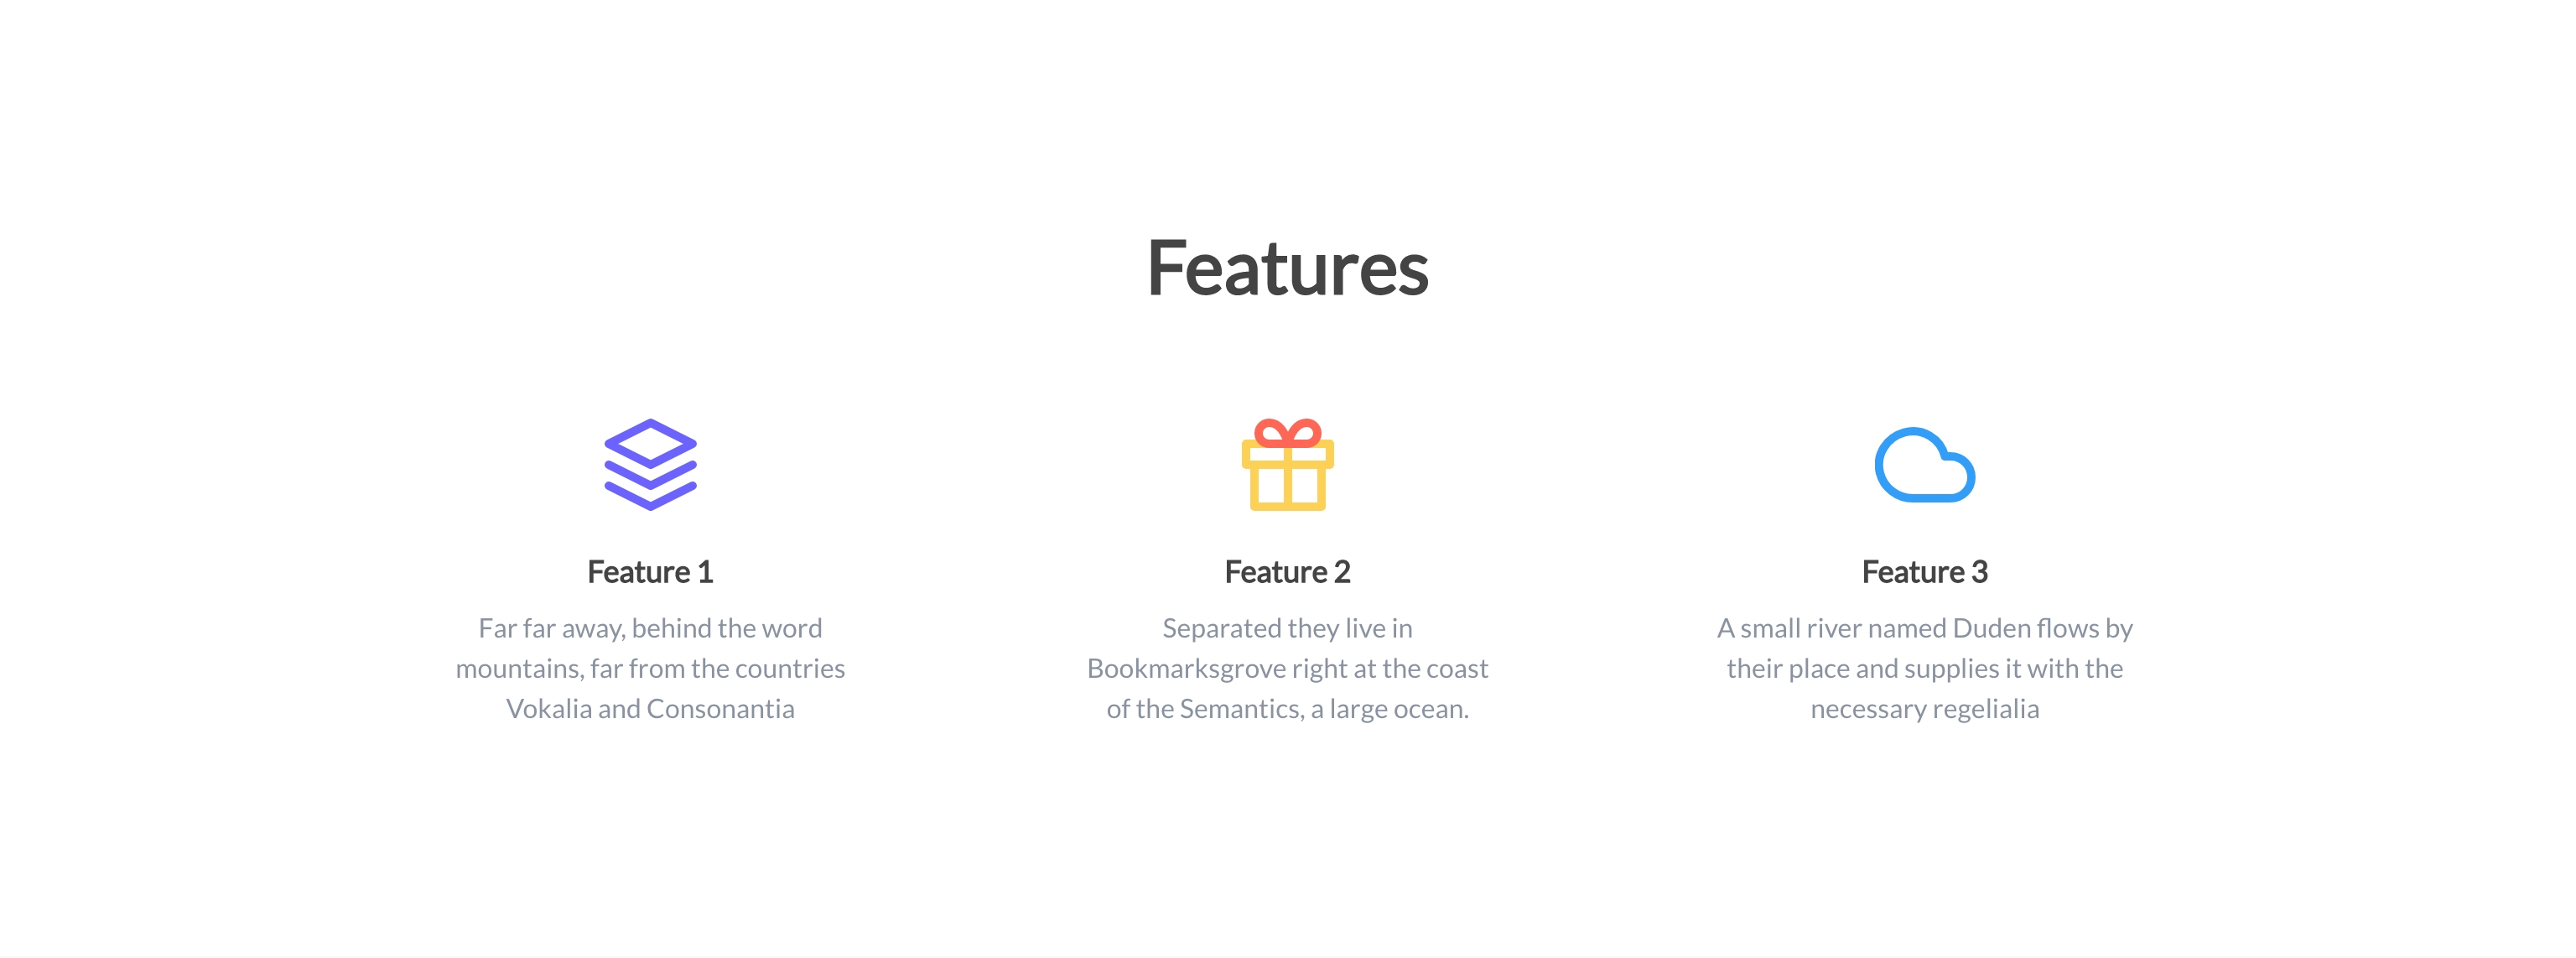 Features
Feature 1
Far far away, behind the word
mountains, far from the countries
Vokalia and Consonantia
Feature 2
Separated they live in
Bookmarksgrove right at the coast
of the Semantics, a large ocean.
Feature 3
A small river named Duden flows by
their place and supplies it with the
necessary regelialia